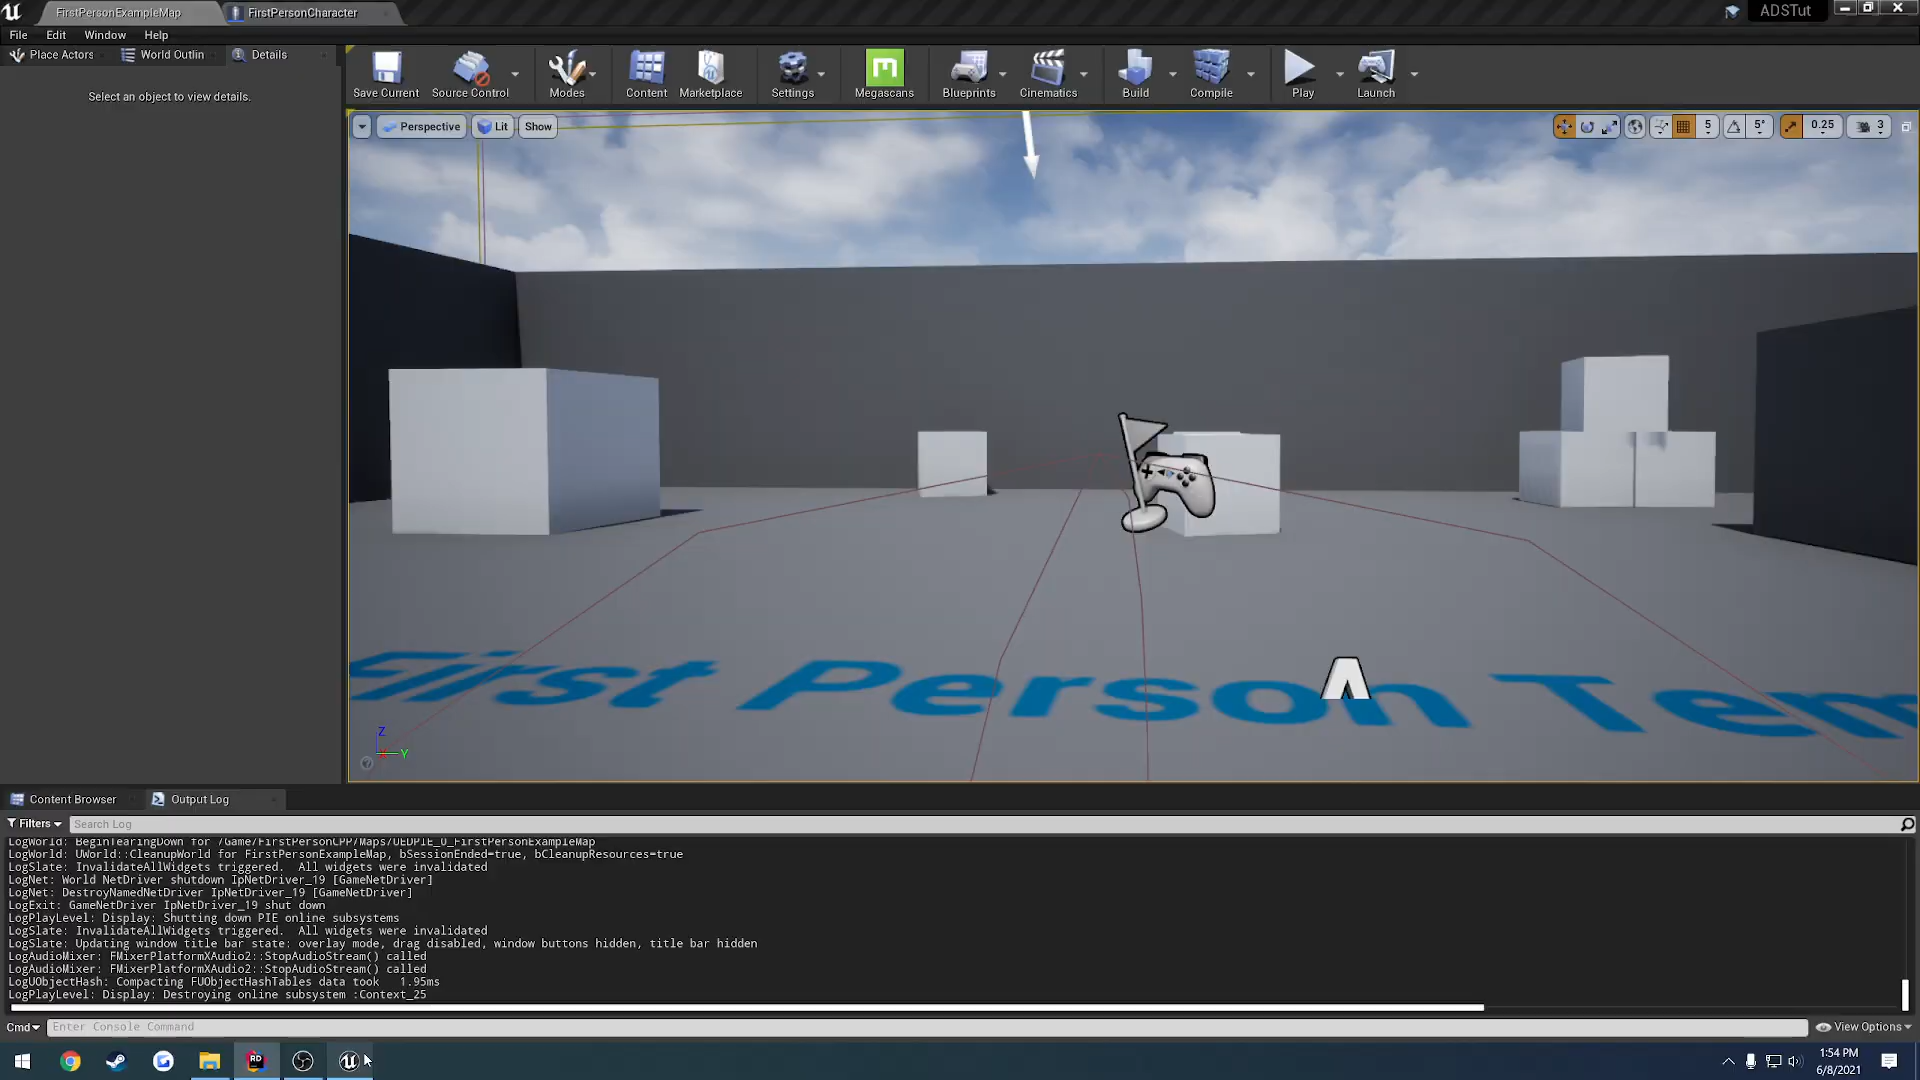 FirstPersonExampleMap
FirstPersonCharacter
ADSTut
File Edit Window Help
Place Actors World Outlin Details
Select an object to view details.
Save Current Source Control Modes Content Marketplace Settings Megascans Blueprints Cinematics Build Compile Play Launch
Perspective Lit Show
5 5° 0.25 3
First Person Tem
Z
Y
Content Browser Output Log
Filters Search Log
LogWorld: BeginTearingDown for /Game/FirstPersonCPP/Maps/UEDPIE_0_FirstPersonExampleMap
LogWorld: UWorld::CleanupWorld for FirstPersonExampleMap, bSessionEnded=true, bCleanupResources=true
LogSlate: InvalidateAllWidgets triggered.  All widgets were invalidated
LogNet: World NetDriver shutdown IpNetDriver_19 [GameNetDriver]
LogNet: DestroyNamedNetDriver IpNetDriver_19 [GameNetDriver]
LogExit: GameNetDriver IpNetDriver_19 shut down
LogPlayLevel: Display: Shutting down PIE online subsystems
LogSlate: InvalidateAllWidgets triggered.  All widgets were invalidated
LogSlate: Updating window title bar state: overlay mode, drag disabled, window buttons hidden, title bar hidden
LogAudioMixer: FMixerPlatformXAudio2::StopAudioStream() called
LogAudioMixer: FMixerPlatformXAudio2::StopAudioStream() called
LogUObjectHash: Compacting FUObjectHashTables data took   1.95ms
LogPlayLevel: Display: Destroying online subsystem :Context_25
Cmd Enter Console Command View Options
RD
1:54 PM
6/8/2021